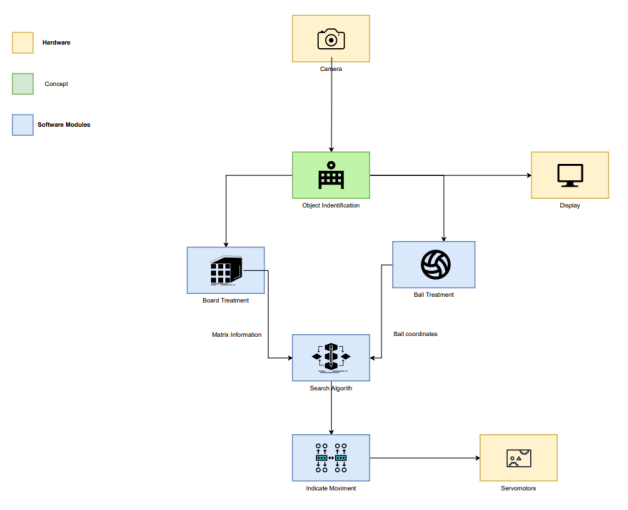 Hardware
Camera
Concept
Software Modules
Object Indentification
Display
Board Treatment
Ball Treatment
Matrix Information
Ball coordinates
Search Algorith
Indicate Moviment
Servomotors